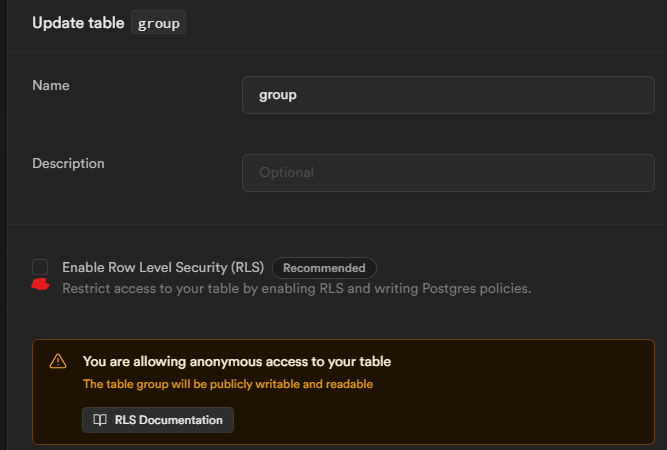 Update table group
Name
group
Description
Optional
Enable Row Level Security (RLS) Recommended
Restrict access to your table by enabling RLS and writing Postgres policies.
You are allowing anonymous access to your table
The table group will be publicly writable and readable
RLS Documentation